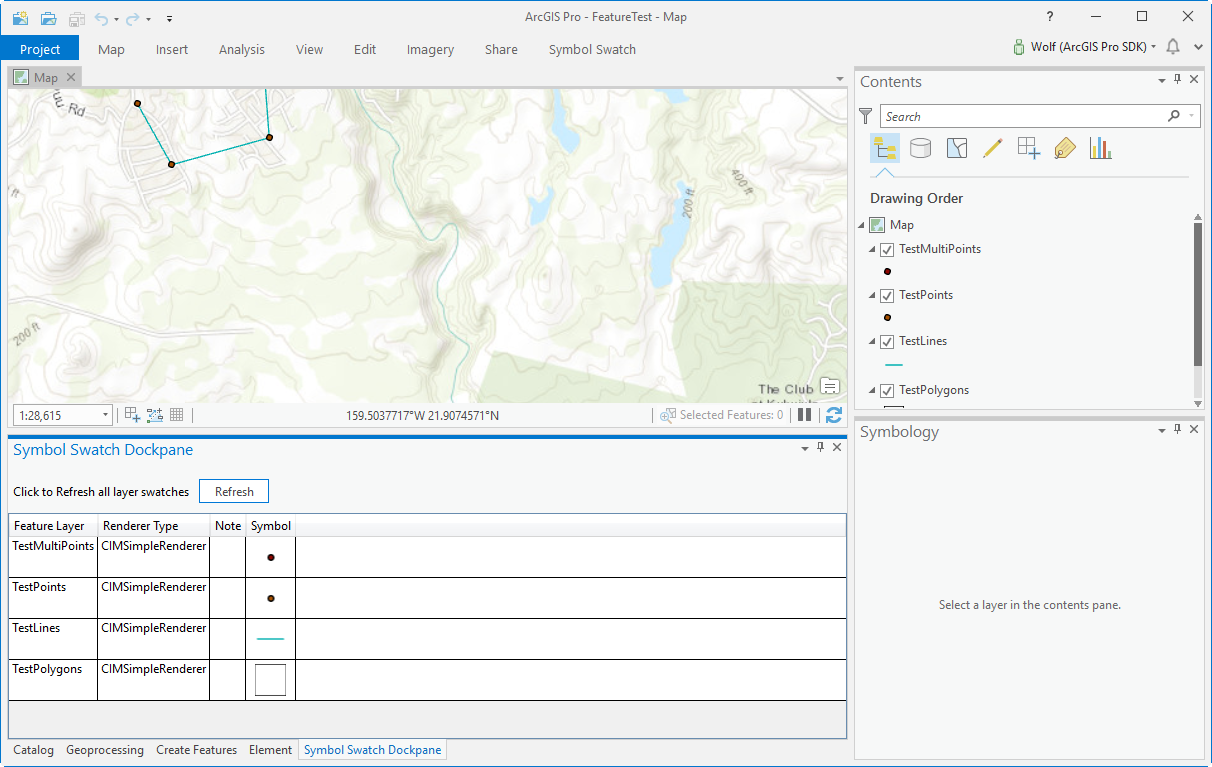 ArcGIS Pro - FeatureTest - Map
?
Project Map Insert Analysis View Edit Imagery Share Symbol Swatch
Wolf (ArcGIS Pro SDK)
Map
Rd
200 ft
400 ft
200 ft
The Club
1:28,615
159.5037717°W 21.9074571°N
Selected Features: 0
Contents
Search
Drawing Order
Map
TestMultiPoints
TestPoints
TestLines
TestPolygons
Symbol Swatch Dockpane
Click to Refresh all layer swatches Refresh
Feature Layer Renderer Type Note Symbol
TestMultiPoints CIMSimpleRenderer
TestPoints CIMSimpleRenderer
TestLines CIMSimpleRenderer
TestPolygons CIMSimpleRenderer
Catalog Geoprocessing Create Features Element Symbol Swatch Dockpane
Symbology
Select a layer in the contents pane.